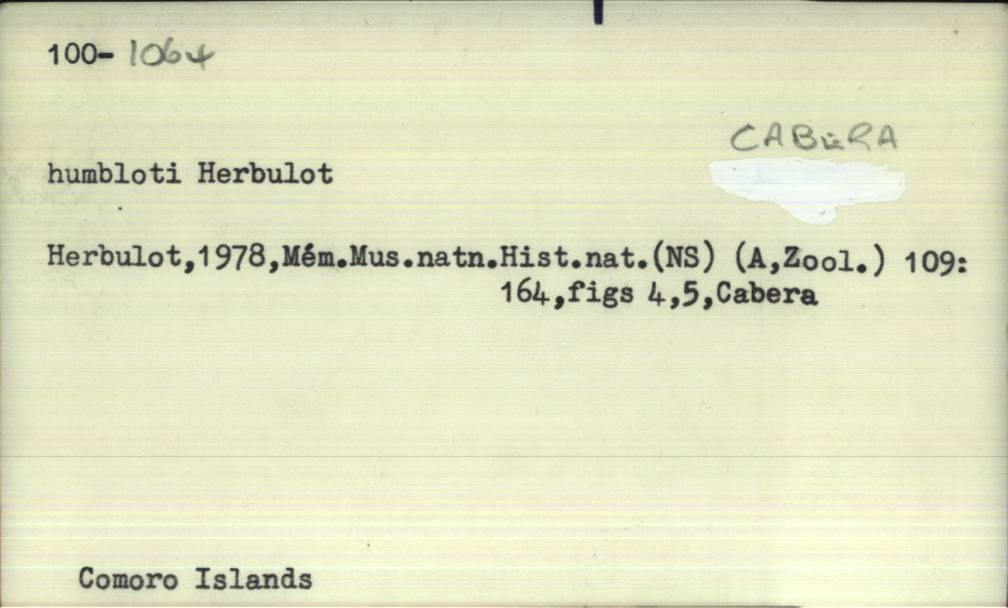 100-1064
CABERA
humbloti Herbulot
Herbulot,1978,Mém.Mus.natn.Hist.nat.(NS) (A,Zool.) 109:
164,figs 4,5,Cabera
Comoro Islands